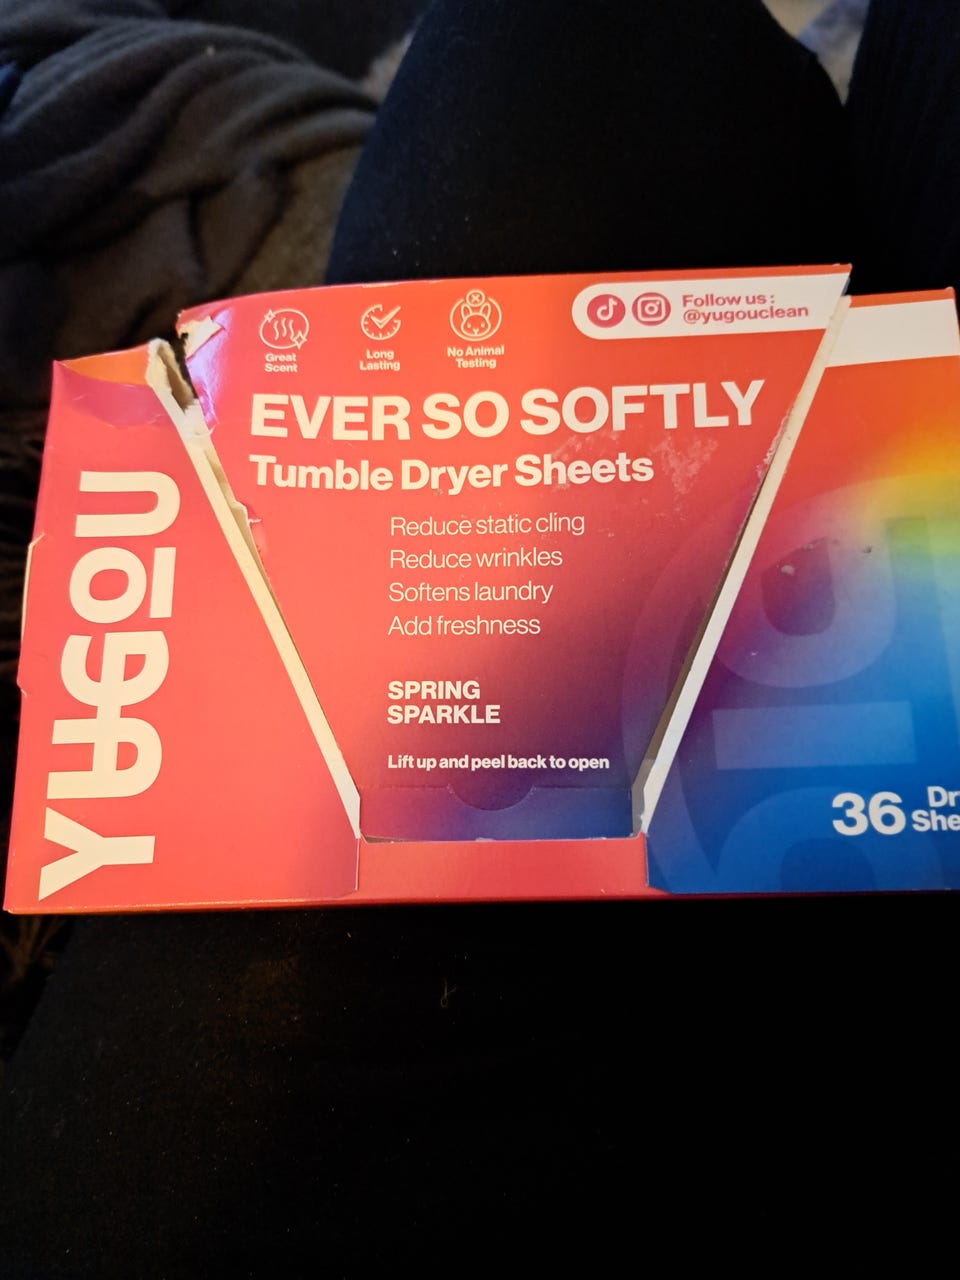 Great
Scent
Long
Lasting
No Animal
Testing
Follow us :
@yugouclean
EVER SO SOFTLY
Tumble Dryer Sheets
Reduce static cling
Reduce wrinkles
Softens laundry
Add freshness
SPRING
SPARKLE
Lift up and peel back to open
YUGOU
36